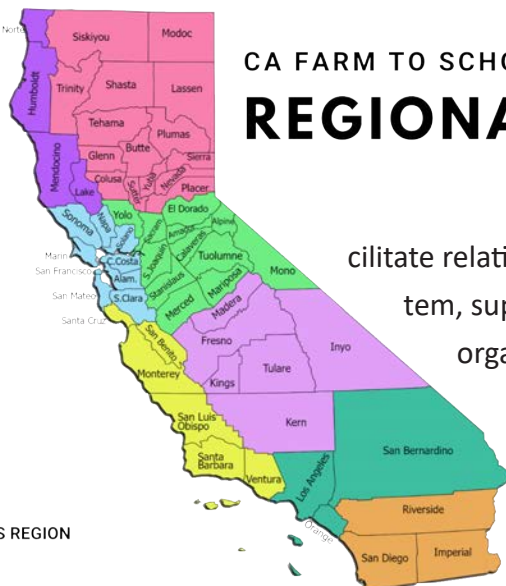 CA FARM TO SCHO
REGIONA
cilitate relati
tem, sup
orga
S REGION
Norte
Siskiyou
Modoc
Humboldt
Trinity
Shasta
Lassen
Tehama
Plumas
Mendocino
Glenn
Butte
Sierra
Colusa
Sutter
Yuba
Nevada
Placer
Lake
Sonoma
Napa
Yolo
Solano
El Dorado
Amador
Alpine
Marin
C.Costa
S.Joaquin
Calaveras
Tuolumne
Mono
San Francisco
Alam.
Stanislaus
Mariposa
San Mateo
S.Clara
Merced
Madera
Santa Cruz
San Benito
Fresno
Inyo
Monterey
Kings
Tulare
San Luis
Obispo
Kern
Santa
Barbara
Ventura
Los Angeles
San Bernardino
Orange
Riverside
San Diego
Imperial